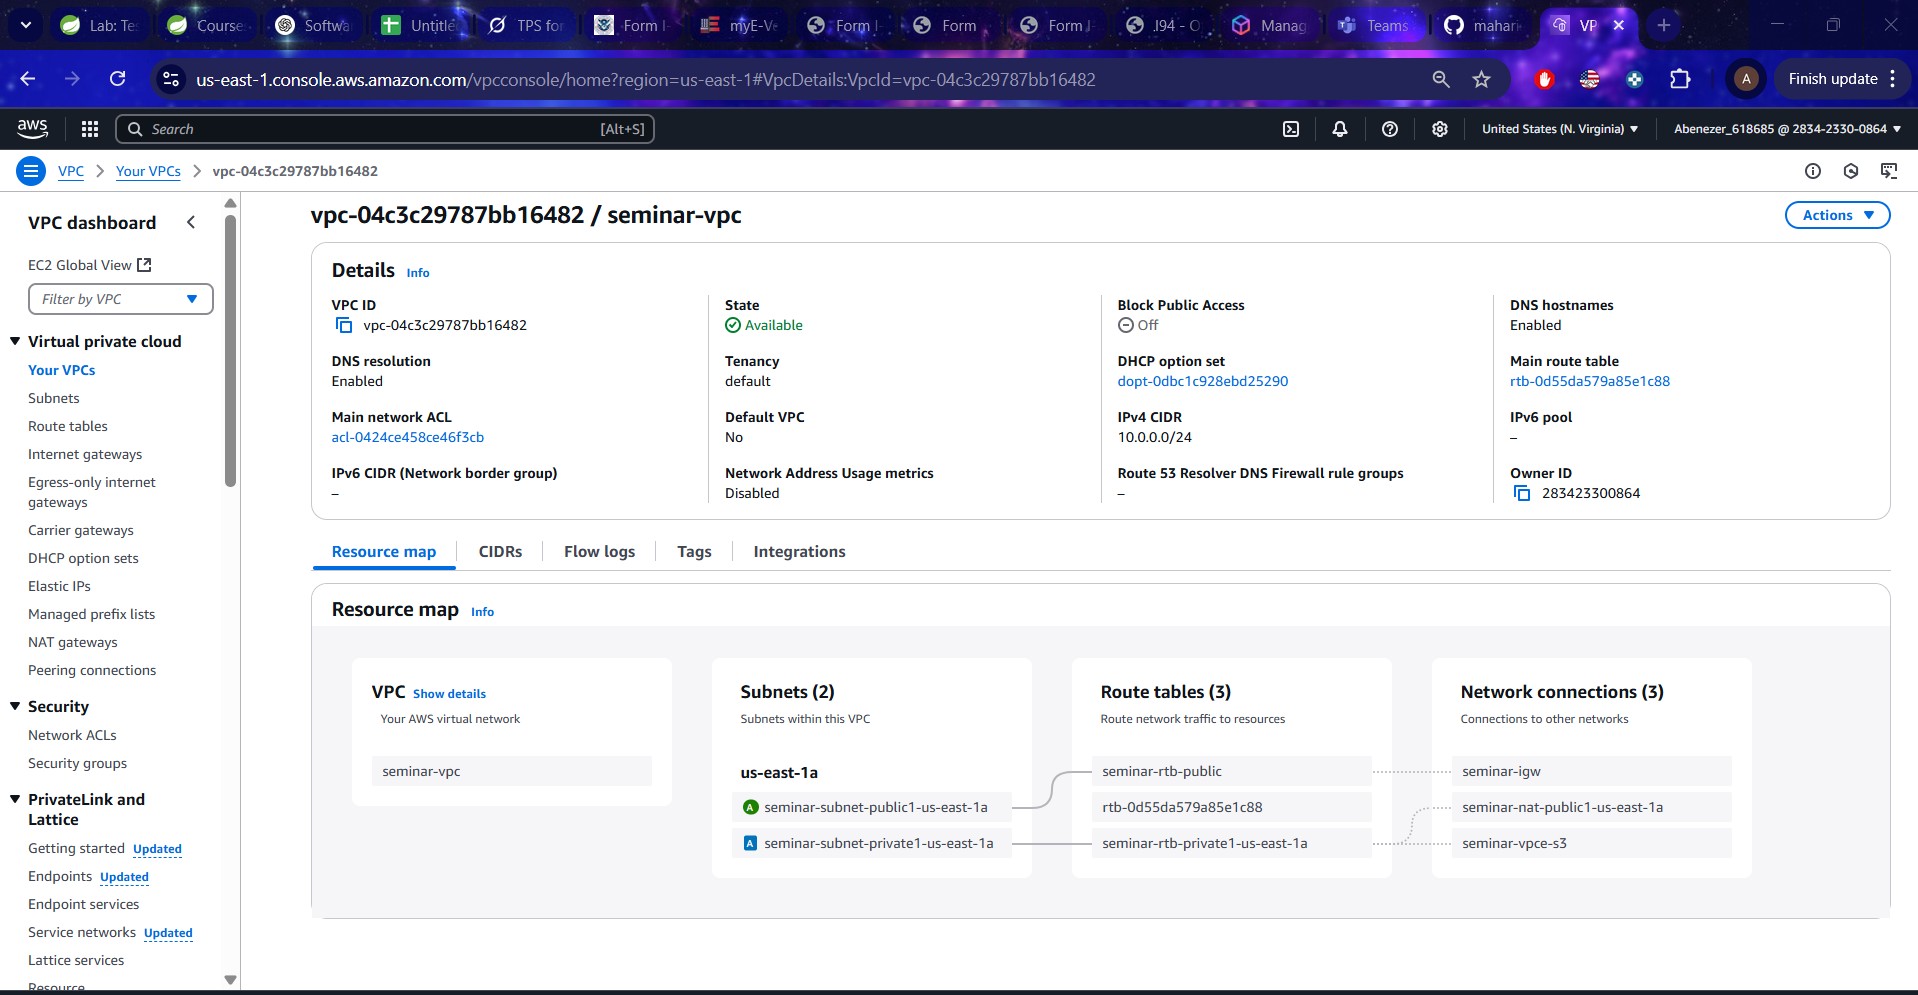 Lab: Te
Course
Softwa
Untitle
TPS fo
Form I-
myE-Ve
Form I-
Form
Form I-
I94 - O
Manag
Teams
mahari
VP
us-east-1.console.aws.amazon.com/vpcconsole/home?region=us-east-1#VpcDetails:VpcId=vpc-04c3c29787bb16482
A
Finish update
aws
Search
[Alt+S]
United States (N. Virginia)
Abenezer_618685 @ 2834-2330-0864
VPC
Your VPCs
vpc-04c3c29787bb16482
VPC dashboard
EC2 Global View
Filter by VPC
Virtual private cloud
Your VPCs
Subnets
Route tables
Internet gateways
Egress-only internet
gateways
Carrier gateways
DHCP option sets
Elastic IPs
Managed prefix lists
NAT gateways
Peering connections
Security
Network ACLs
Security groups
PrivateLink and
Lattice
Getting started Updated
Endpoints Updated
Endpoint services
Service networks Updated
Lattice services
Resource
vpc-04c3c29787bb16482 / seminar-vpc
Actions
Details Info
VPC ID
vpc-04c3c29787bb16482
State
Available
Block Public Access
Off
DNS hostnames
Enabled
DNS resolution
Enabled
Tenancy
default
DHCP option set
dopt-0dbc1c928ebd25290
Main route table
rtb-0d55da579a85e1c88
Main network ACL
acl-0424ce458ce46f3cb
Default VPC
No
IPv4 CIDR
10.0.0.0/24
IPv6 pool
–
IPv6 CIDR (Network border group)
–
Network Address Usage metrics
Disabled
Route 53 Resolver DNS Firewall rule groups
–
Owner ID
283423300864
Resource map
CIDRs
Flow logs
Tags
Integrations
Resource map Info
VPC Show details
Your AWS virtual network
seminar-vpc
Subnets (2)
Subnets within this VPC
us-east-1a
A seminar-subnet-public1-us-east-1a
A seminar-subnet-private1-us-east-1a
Route tables (3)
Route network traffic to resources
seminar-rtb-public
rtb-0d55da579a85e1c88
seminar-rtb-private1-us-east-1a
Network connections (3)
Connections to other networks
seminar-igw
seminar-nat-public1-us-east-1a
seminar-vpce-s3